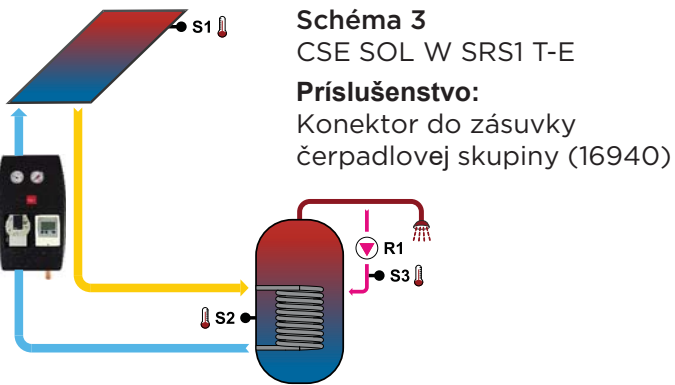 Schéma 3
CSE SOL W SRS1 T-E
Príslušenstvo:
Konektor do zásuvky
čerpadlovej skupiny (16940)
S1
R1
S3
S2